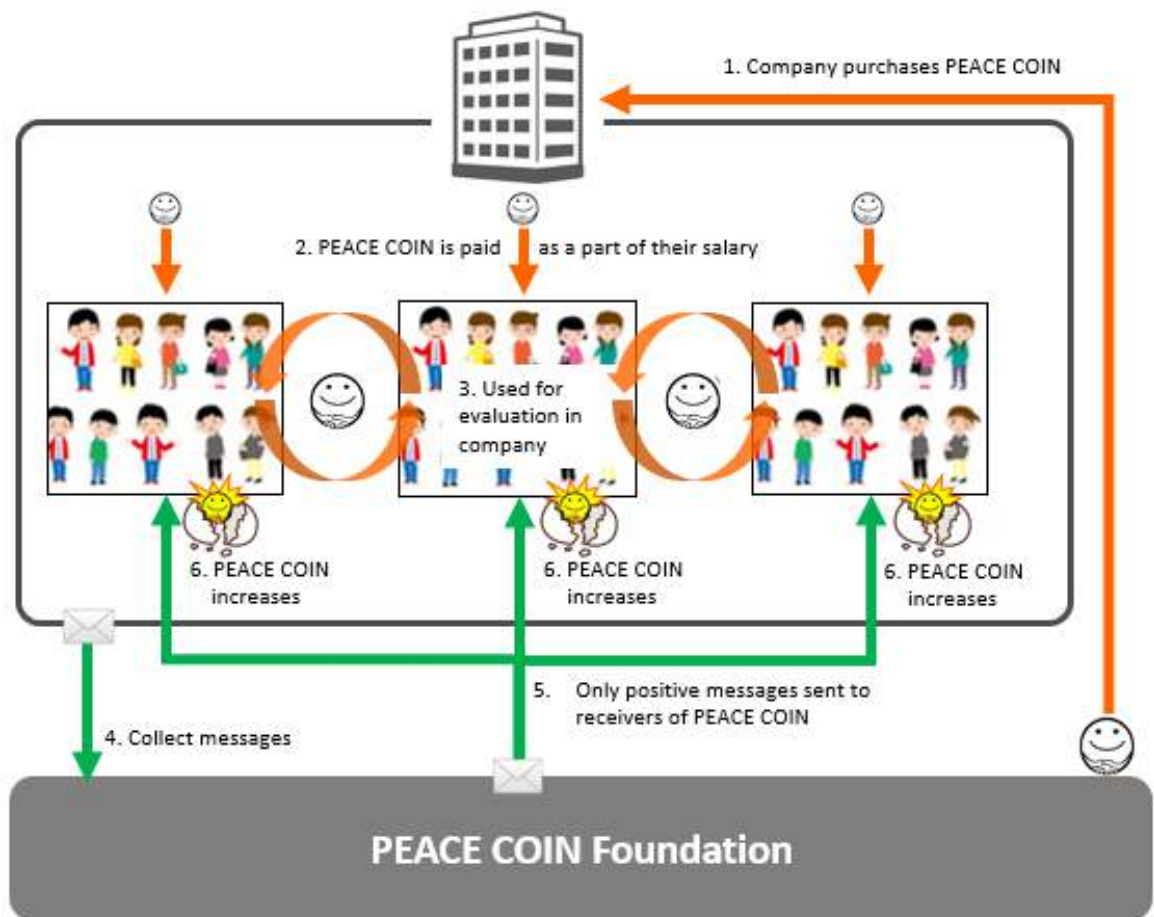 1. Company purchases PEACE COIN
2. PEACE COIN is paid as a part of their salary
3. Used for
evaluation in
company
6. PEACE COIN
increases
6. PEACE COIN
increases
6. PEACE COIN
increases
5. Only positive messages sent to
receivers of PEACE COIN
4. Collect messages
PEACE COIN Foundation